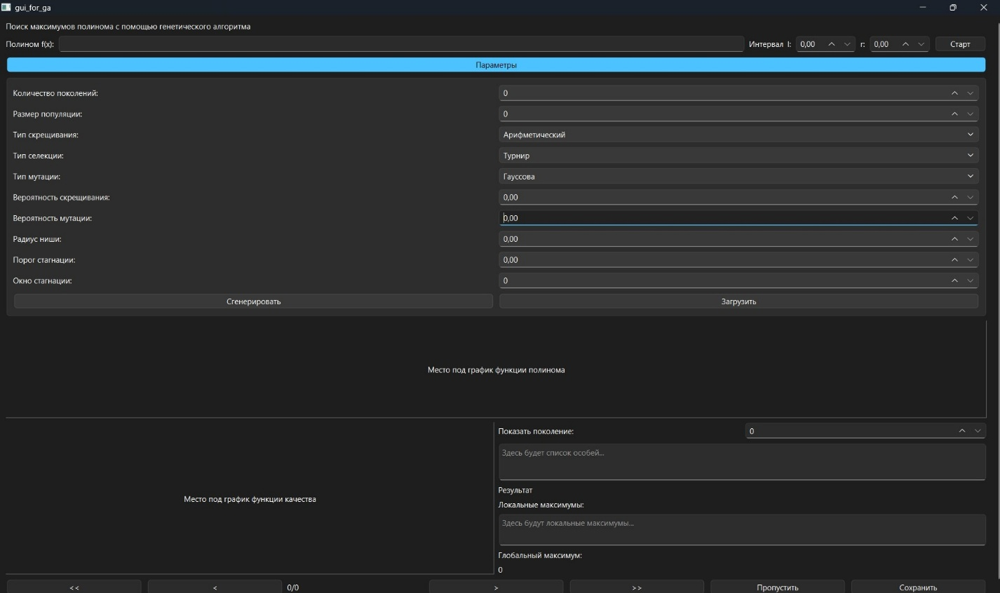 gui_for_ga
Поиск максимумов полинома с помощью генетического алгоритма
Полином f(x): Интервал l: 0,00 r: 0,00 Старт
Параметры
Количество поколений: 0
Размер популяции: 0
Тип скрещивания: Арифметический
Тип селекции: Турнир
Тип мутации: Гауссова
Вероятность скрещивания: 0,00
Вероятность мутации: 0,00
Радиус ниши: 0,00
Порог стагнации: 0,00
Окно стагнации: 0
Сгенерировать Загрузить
Место под график функции полинома
Показать поколение: 0
Здесь будет список особей...
Результат
Локальные максимумы:
Место под график функции качества
Здесь будут локальные максимумы...
Глобальный максимум:
0
<< < 0/0 > >> Пропустить Сохранить